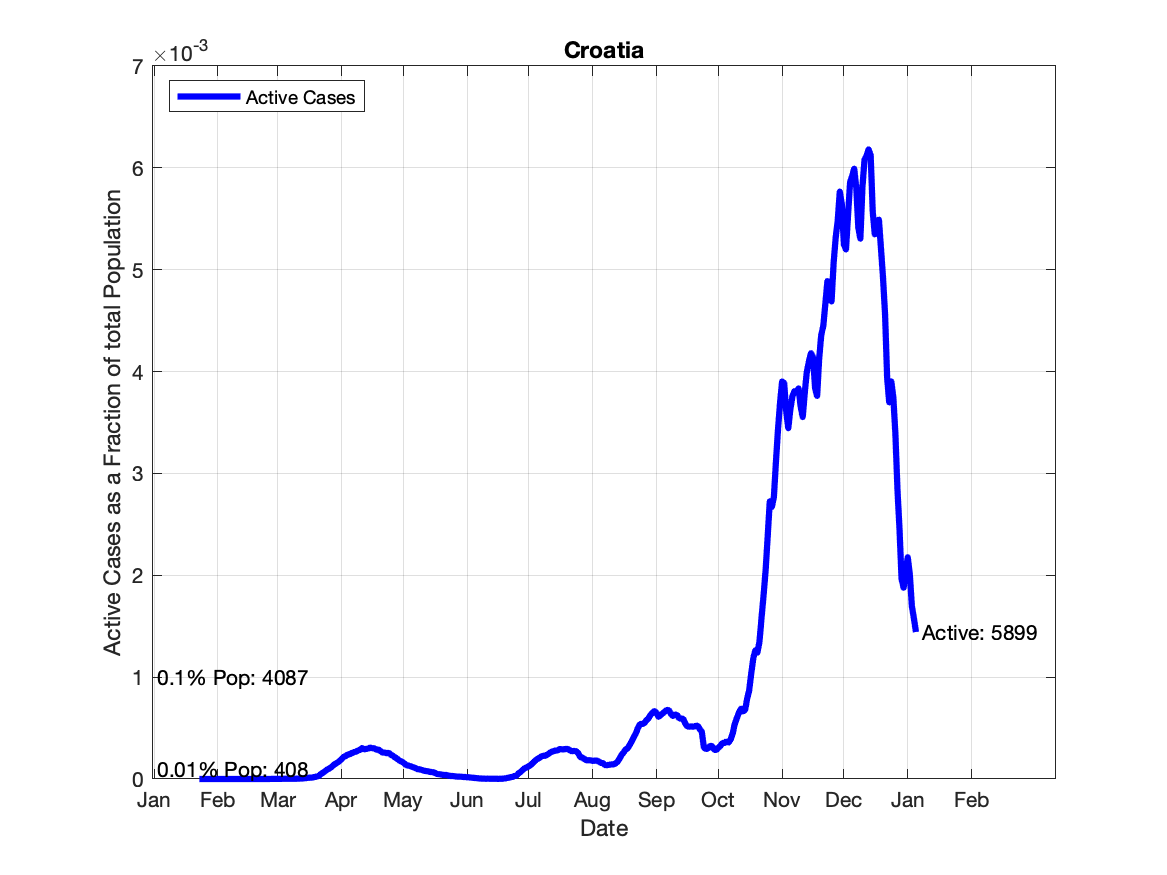 Croatia
×10-3
7
6
5
4
3
2
1
0
Active Cases as a Fraction of total Population
Active Cases
Active: 5899
0.1% Pop: 4087
0.01% Pop: 408
Jan Feb Mar Apr May Jun Jul Aug Sep Oct Nov Dec Jan Feb
Date